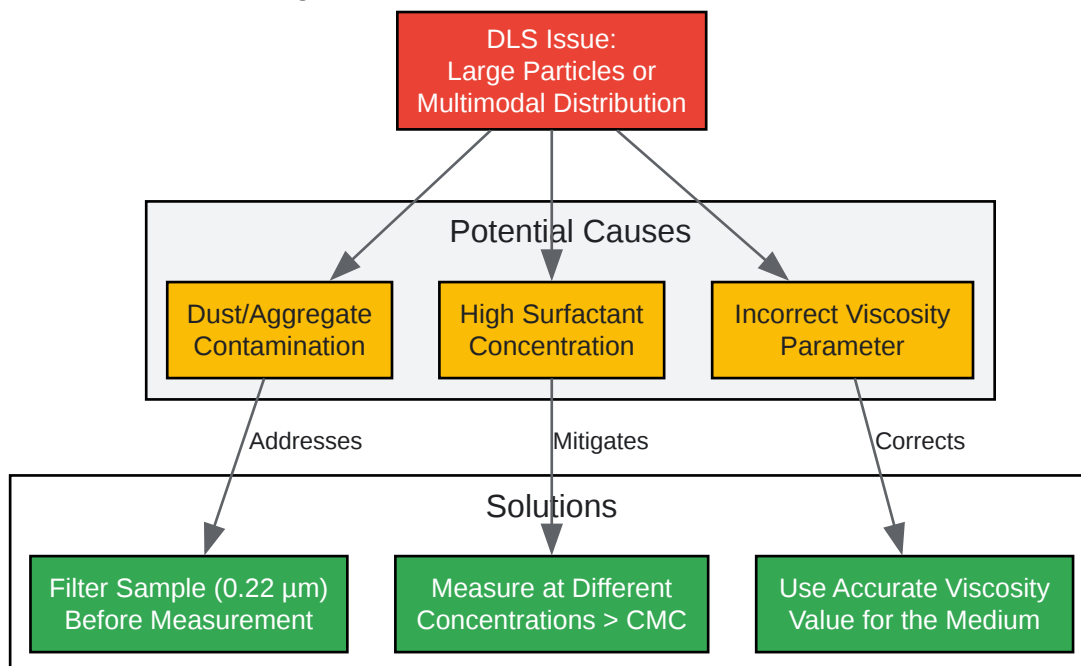 DLS Issue:
Large Particles or
Multimodal Distribution
Potential Causes
Dust/Aggregate
Contamination
High Surfactant
Concentration
Incorrect Viscosity
Parameter
Addresses
Mitigates
Corrects
Solutions
Filter Sample (0.22 µm)
Before Measurement
Measure at Different
Concentrations > CMC
Use Accurate Viscosity
Value for the Medium